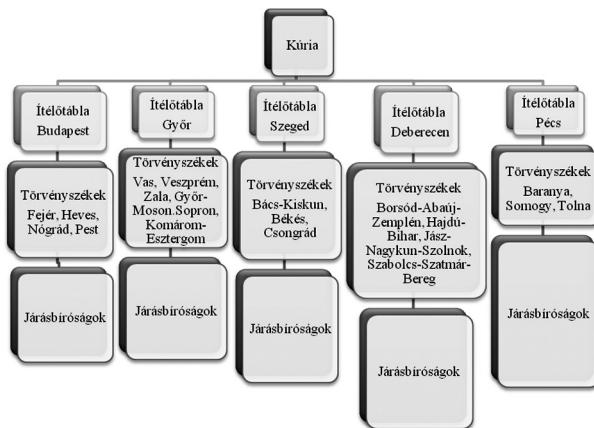 Kúria
Ítélőtábla
Budapest
Törvényszékek
Fejér, Heves,
Nógrád, Pest
Járásbíróságok
Ítélőtábla
Győr
Törvényszékek
Vas, Veszprém,
Zala, Győr-
Moson.Sopron,
Komárom-
Esztergom
Járásbíróságok
Ítélőtábla
Szeged
Törvényszékek
Bács-Kiskun,
Békés,
Csongrád
Járásbíróságok
Ítélőtábla
Deberecen
Törvényszékek
Borsód-Abaúj-
Zemplén, Hajdú-
Bihar, Jász-
Nagykun-Szolnok,
Szabolcs-Szatmár-
Bereg
Járásbíróságok
Ítélőtábla
Pécs
Törvényszékek
Baranya,
Somogy, Tolna
Járásbíróságok